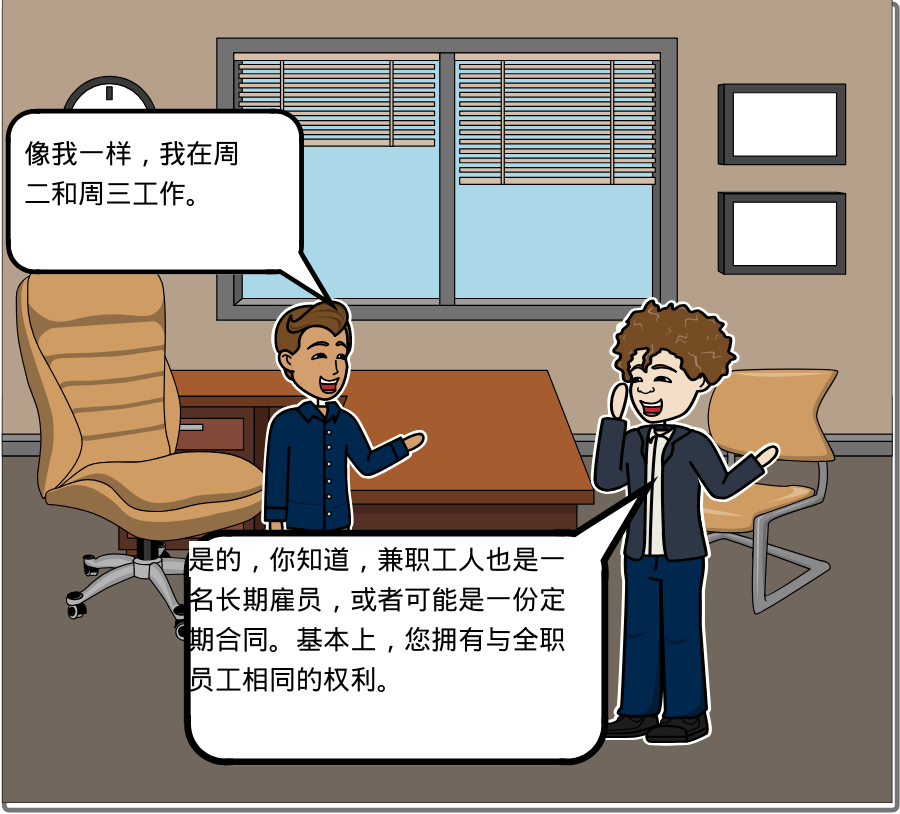 像我一样，我在周
二和周三工作。
是的，你知道，兼职工人也是一
名长期雇员，或者可能是一份定
期合同。基本上，您拥有与全职
员工相同的权利。